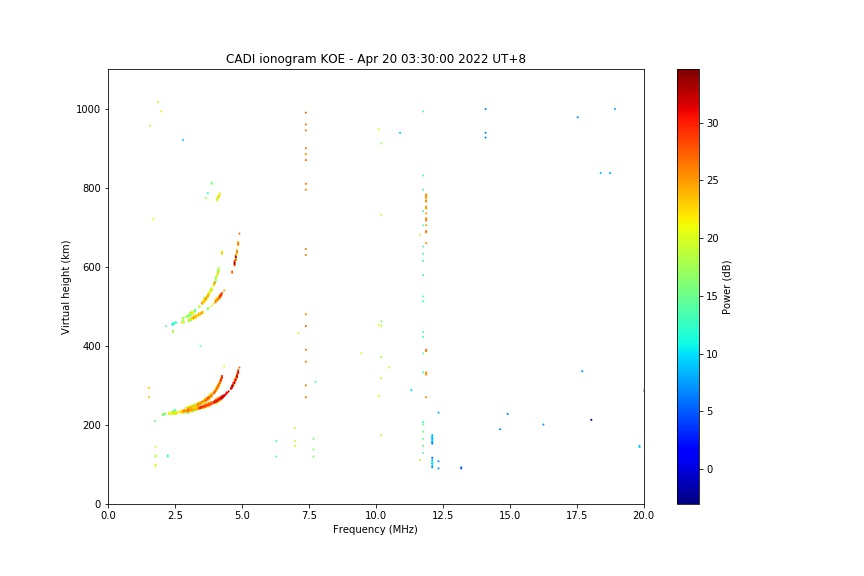 CADI ionogram KOE - Apr 20 03:30:00 2022 UT+8
1000
800
600
400
200
0
Virtual height (km)
0.0 2.5 5.0 7.5 10.0 12.5 15.0 17.5 20.0
Frequency (MHz)
30
25
20
15
10
5
0
Power (dB)